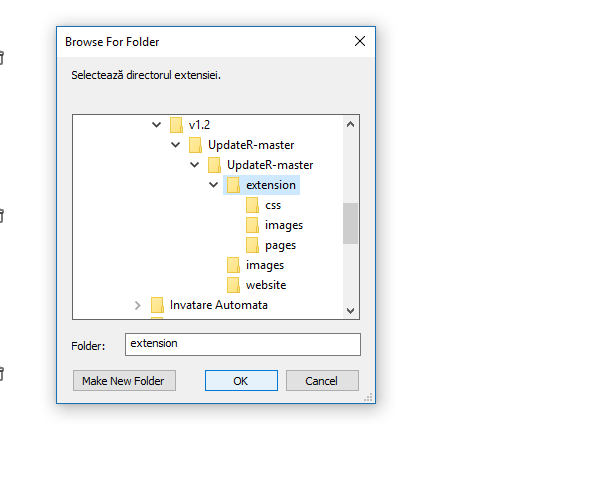 Browse For Folder
Selectează directorul extensiei.
v1.2
UpdateR-master
UpdateR-master
extension
css
images
pages
images
website
Invatare Automata
Folder: extension
Make New Folder OK Cancel